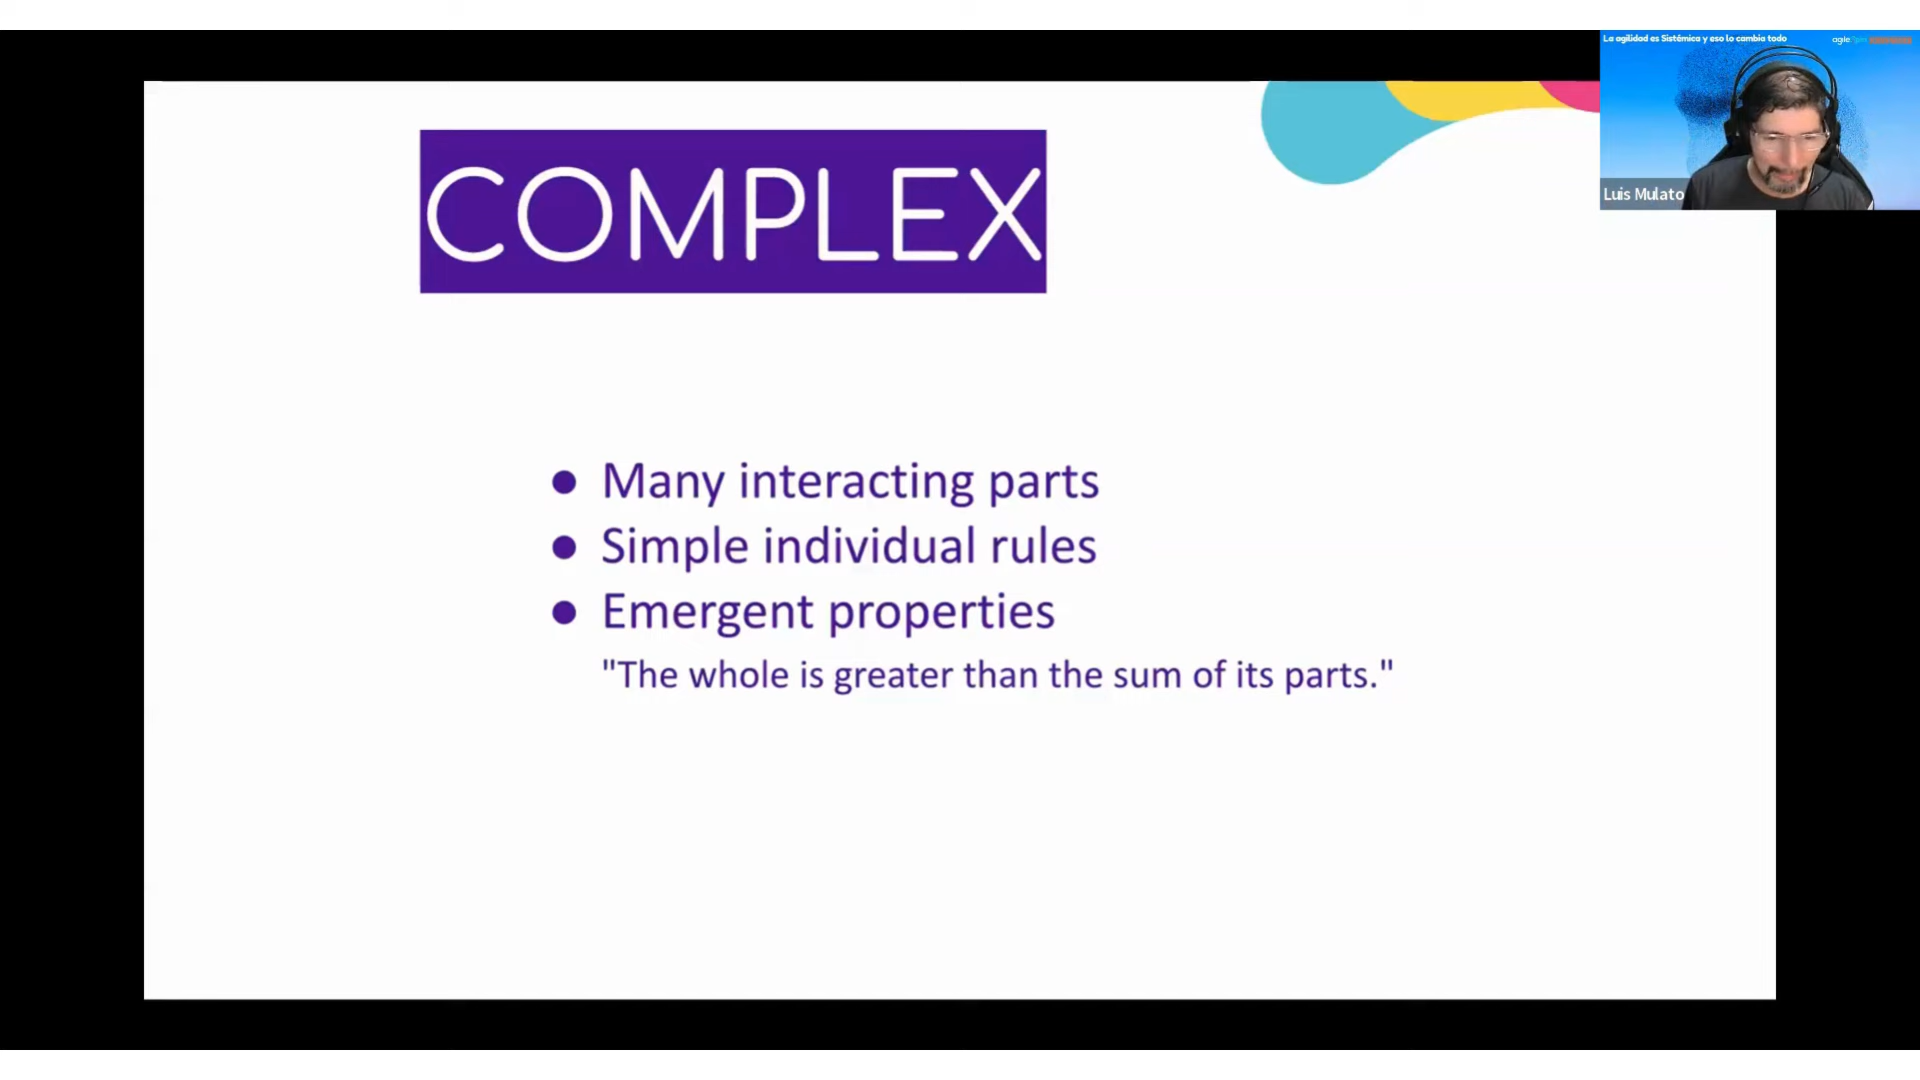 La agilidad es Sistémica y eso lo cambia todo
agile
Luis Mulato
COMPLEX
● Many interacting parts
● Simple individual rules
● Emergent properties
"The whole is greater than the sum of its parts."